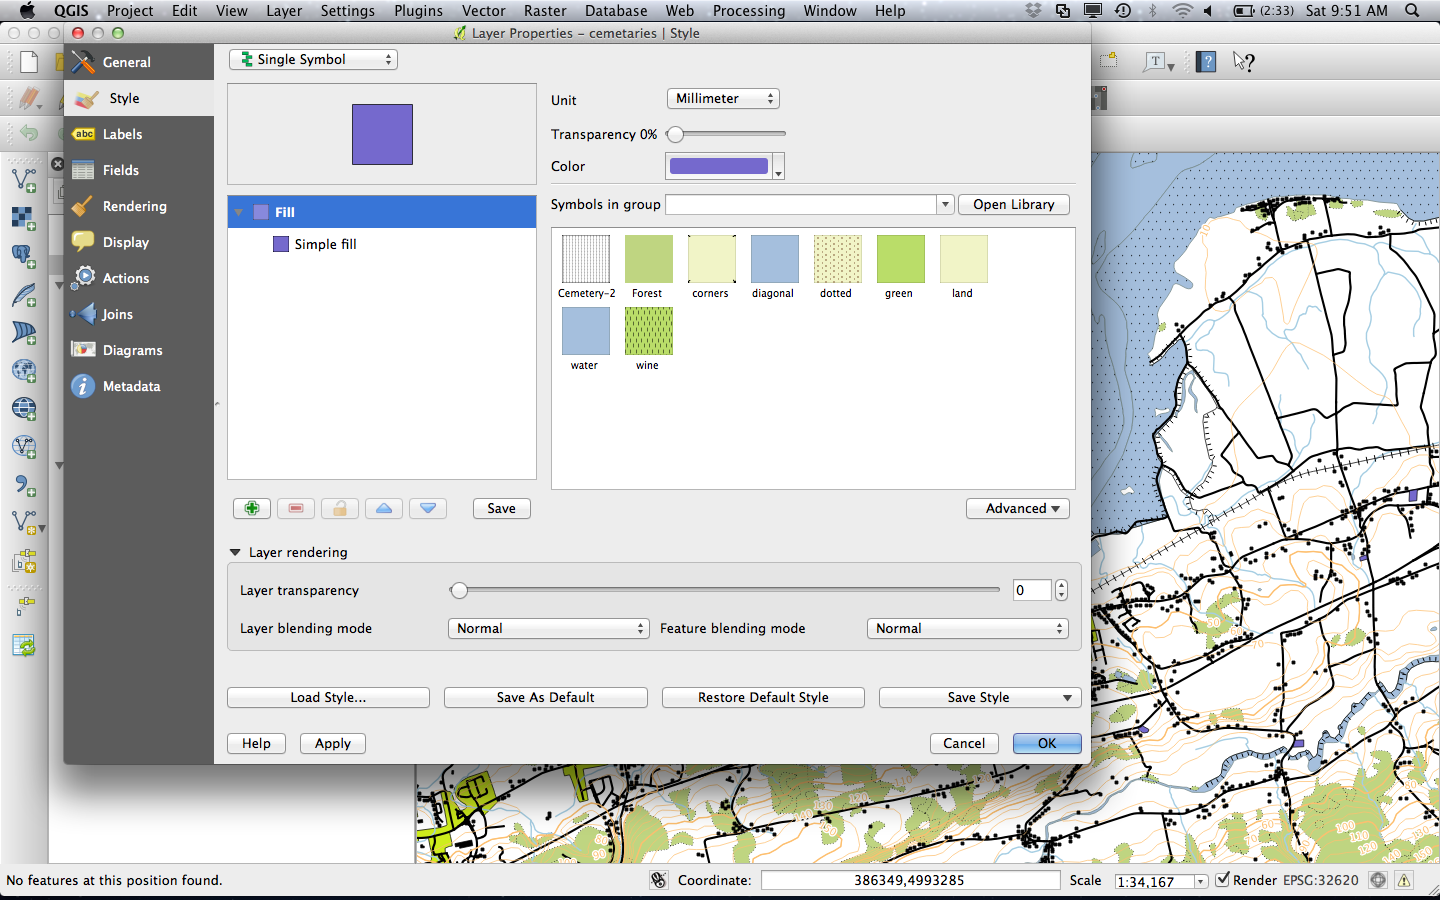 QGIS Project Edit View Layer Settings Plugins Vector Raster Database Web Processing Window Help (2:33) Sat 9:51 AM
Layer Properties – cemetaries | Style
General
Style
abc Labels
Fields
Rendering
Display
Actions
Joins
Diagrams
Metadata
Single Symbol
Unit Millimeter
Transparency 0%
Color
Fill
Simple fill
Symbols in group Open Library
Cemetery-2 Forest corners diagonal dotted green land
water wine
Save
Advanced
Layer rendering
Layer transparency 0
Layer blending mode Normal Feature blending mode Normal
Load Style... Save As Default Restore Default Style Save Style
Help Apply Cancel OK
No features at this position found. Coordinate: 386349,4993285 Scale 1:34,167 Render EPSG:32620